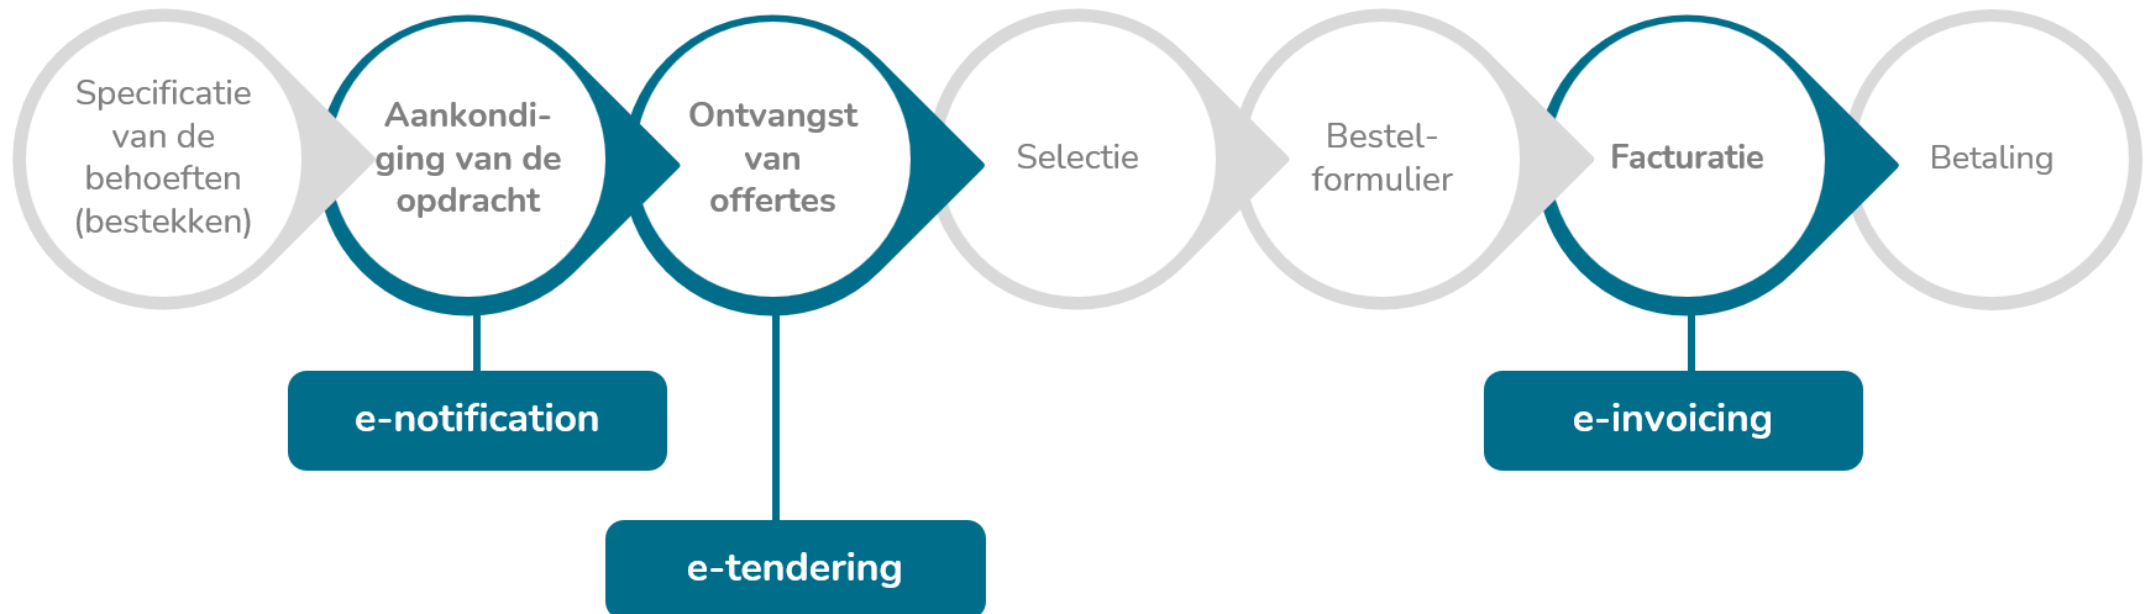 Specificatie
van de
behoeften
(bestekken)
Aankondi-
ging van de
opdracht
Ontvangst
van
offertes
Selectie
Bestel-
formulier
Facturatie
Betaling
e-notification
e-invoicing
e-tendering